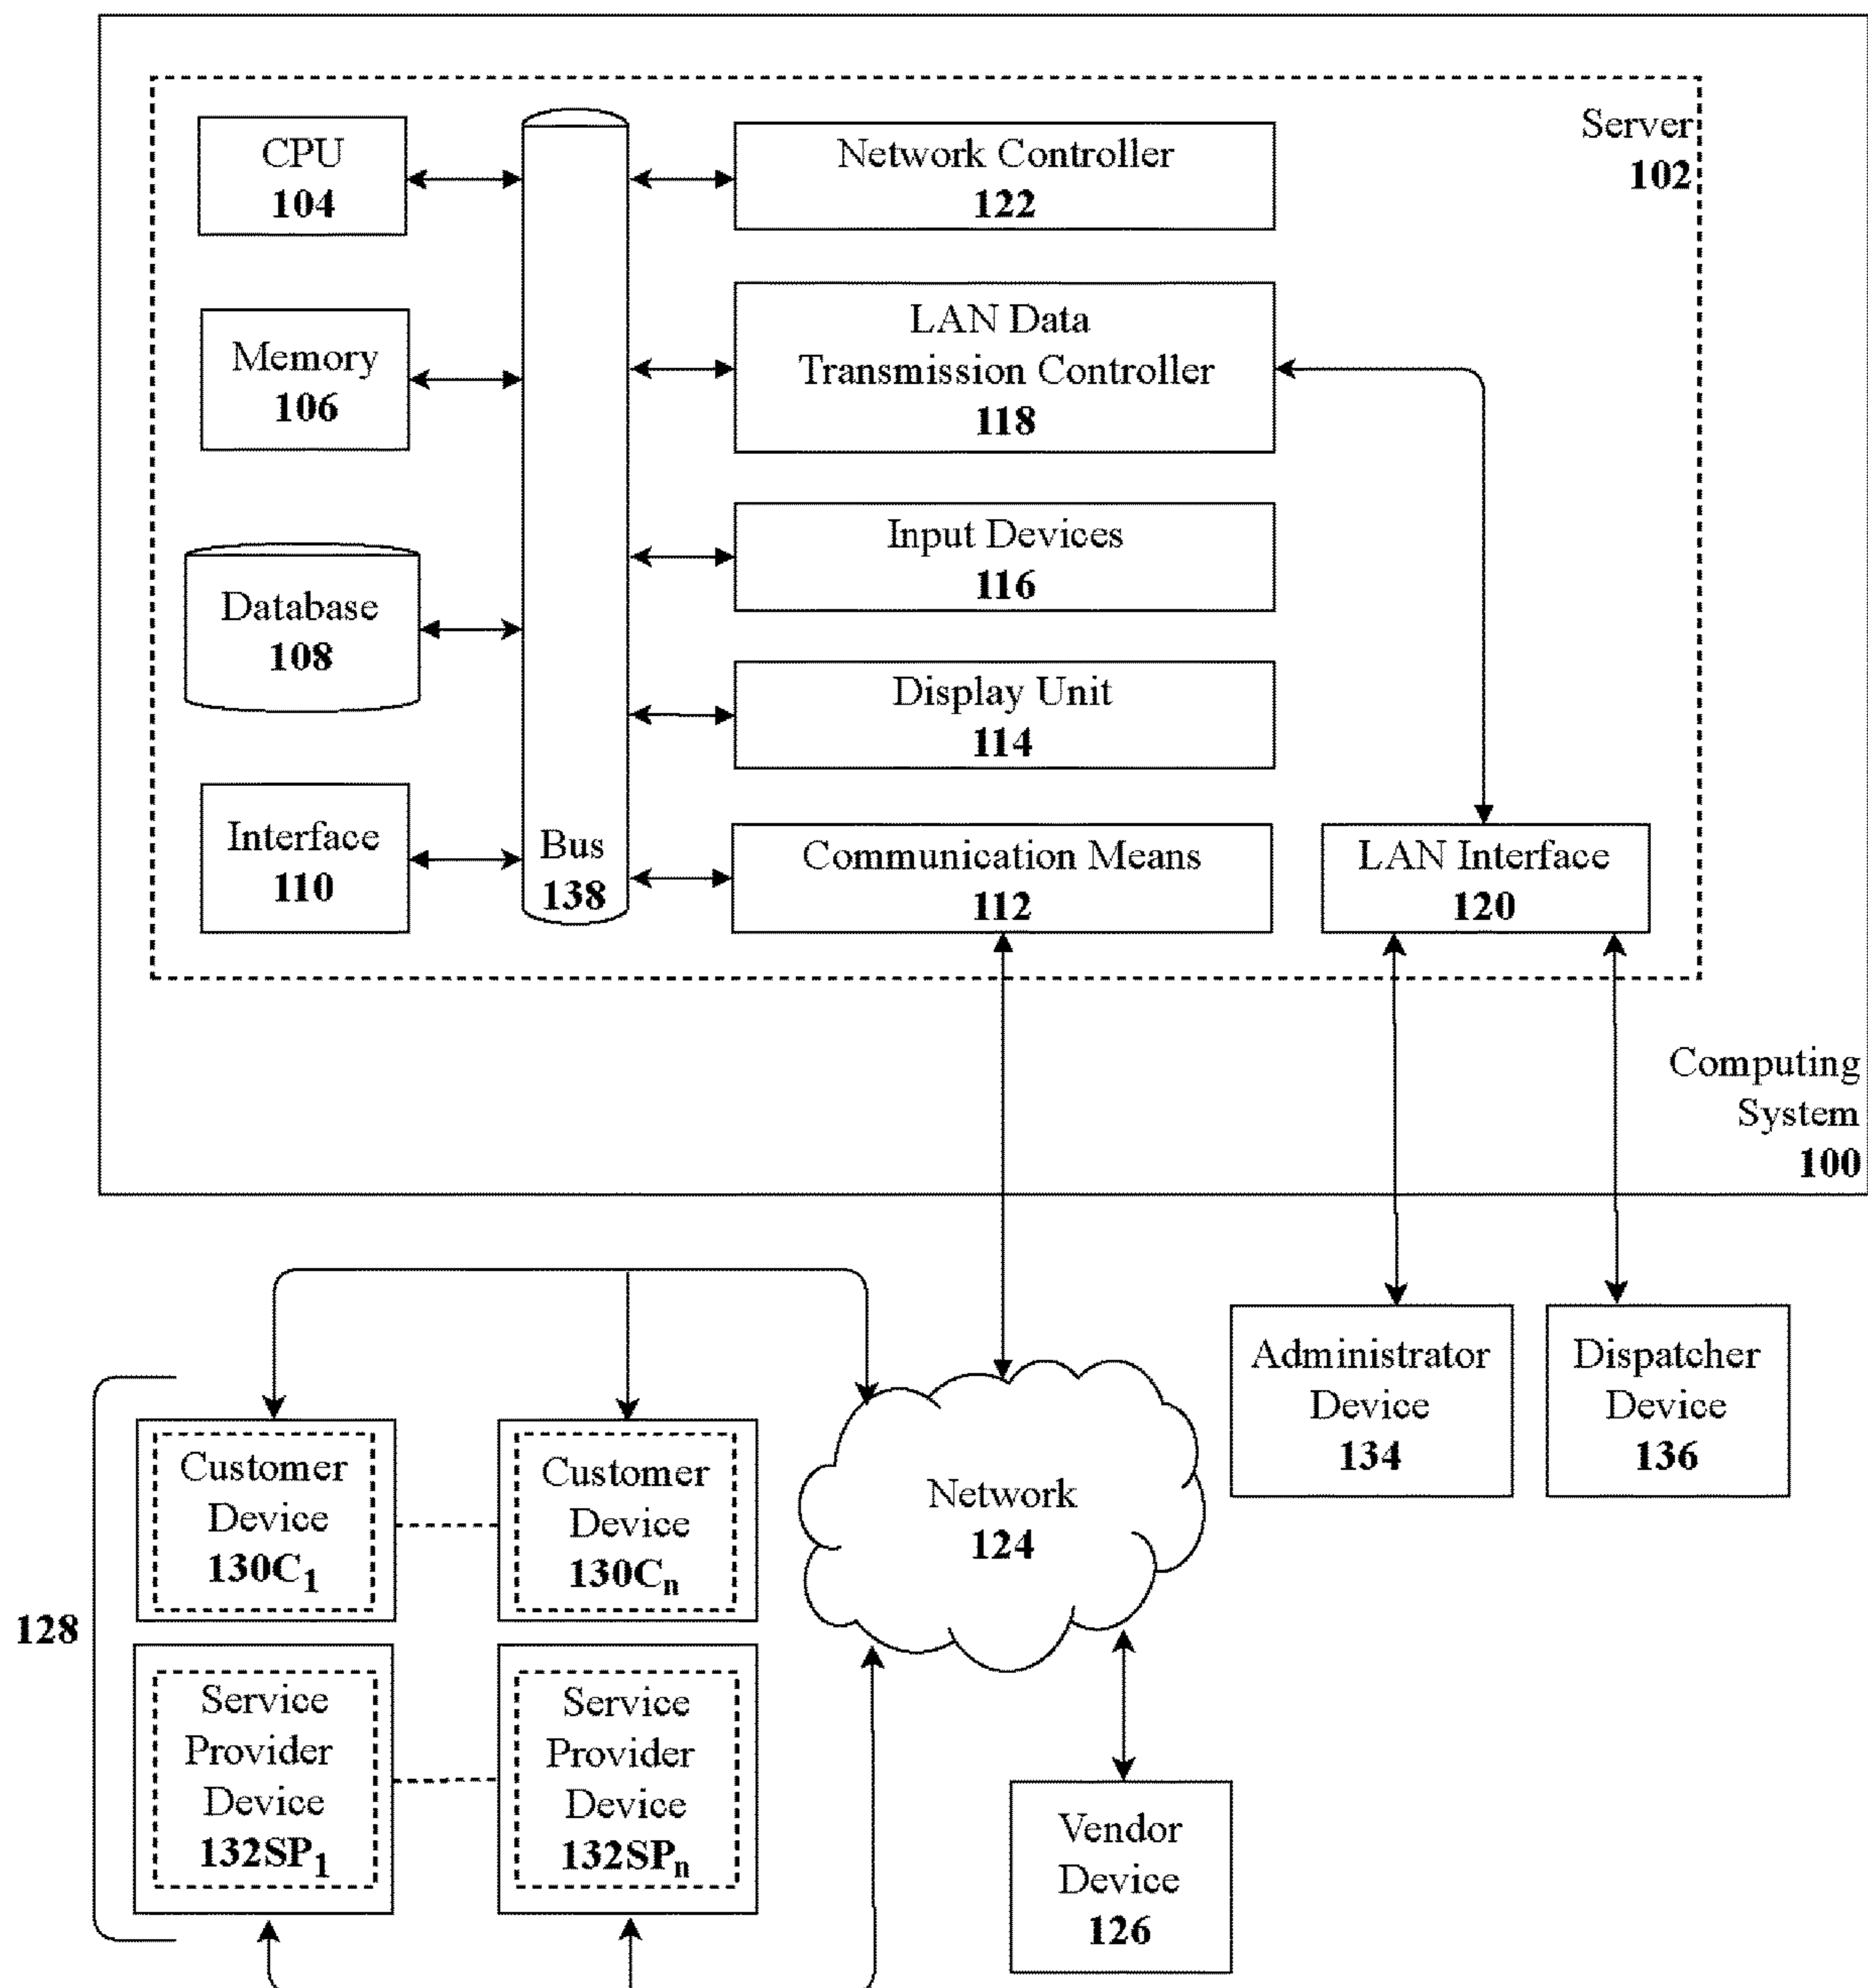 Server
102
CPU
104
Network Controller
122
Memory
106
LAN Data
Transmission Controller
118
Input Devices
116
Database
108
Display Unit
114
Interface
110
Bus
138
Communication Means
112
LAN Interface
120
Computing
System
100
Administrator
Device
134
Dispatcher
Device
136
128
Customer
Device
130C1
Customer
Device
130Cn
Network
124
Service
Provider
Device
132SP1
Service
Provider
Device
132SPn
Vendor
Device
126